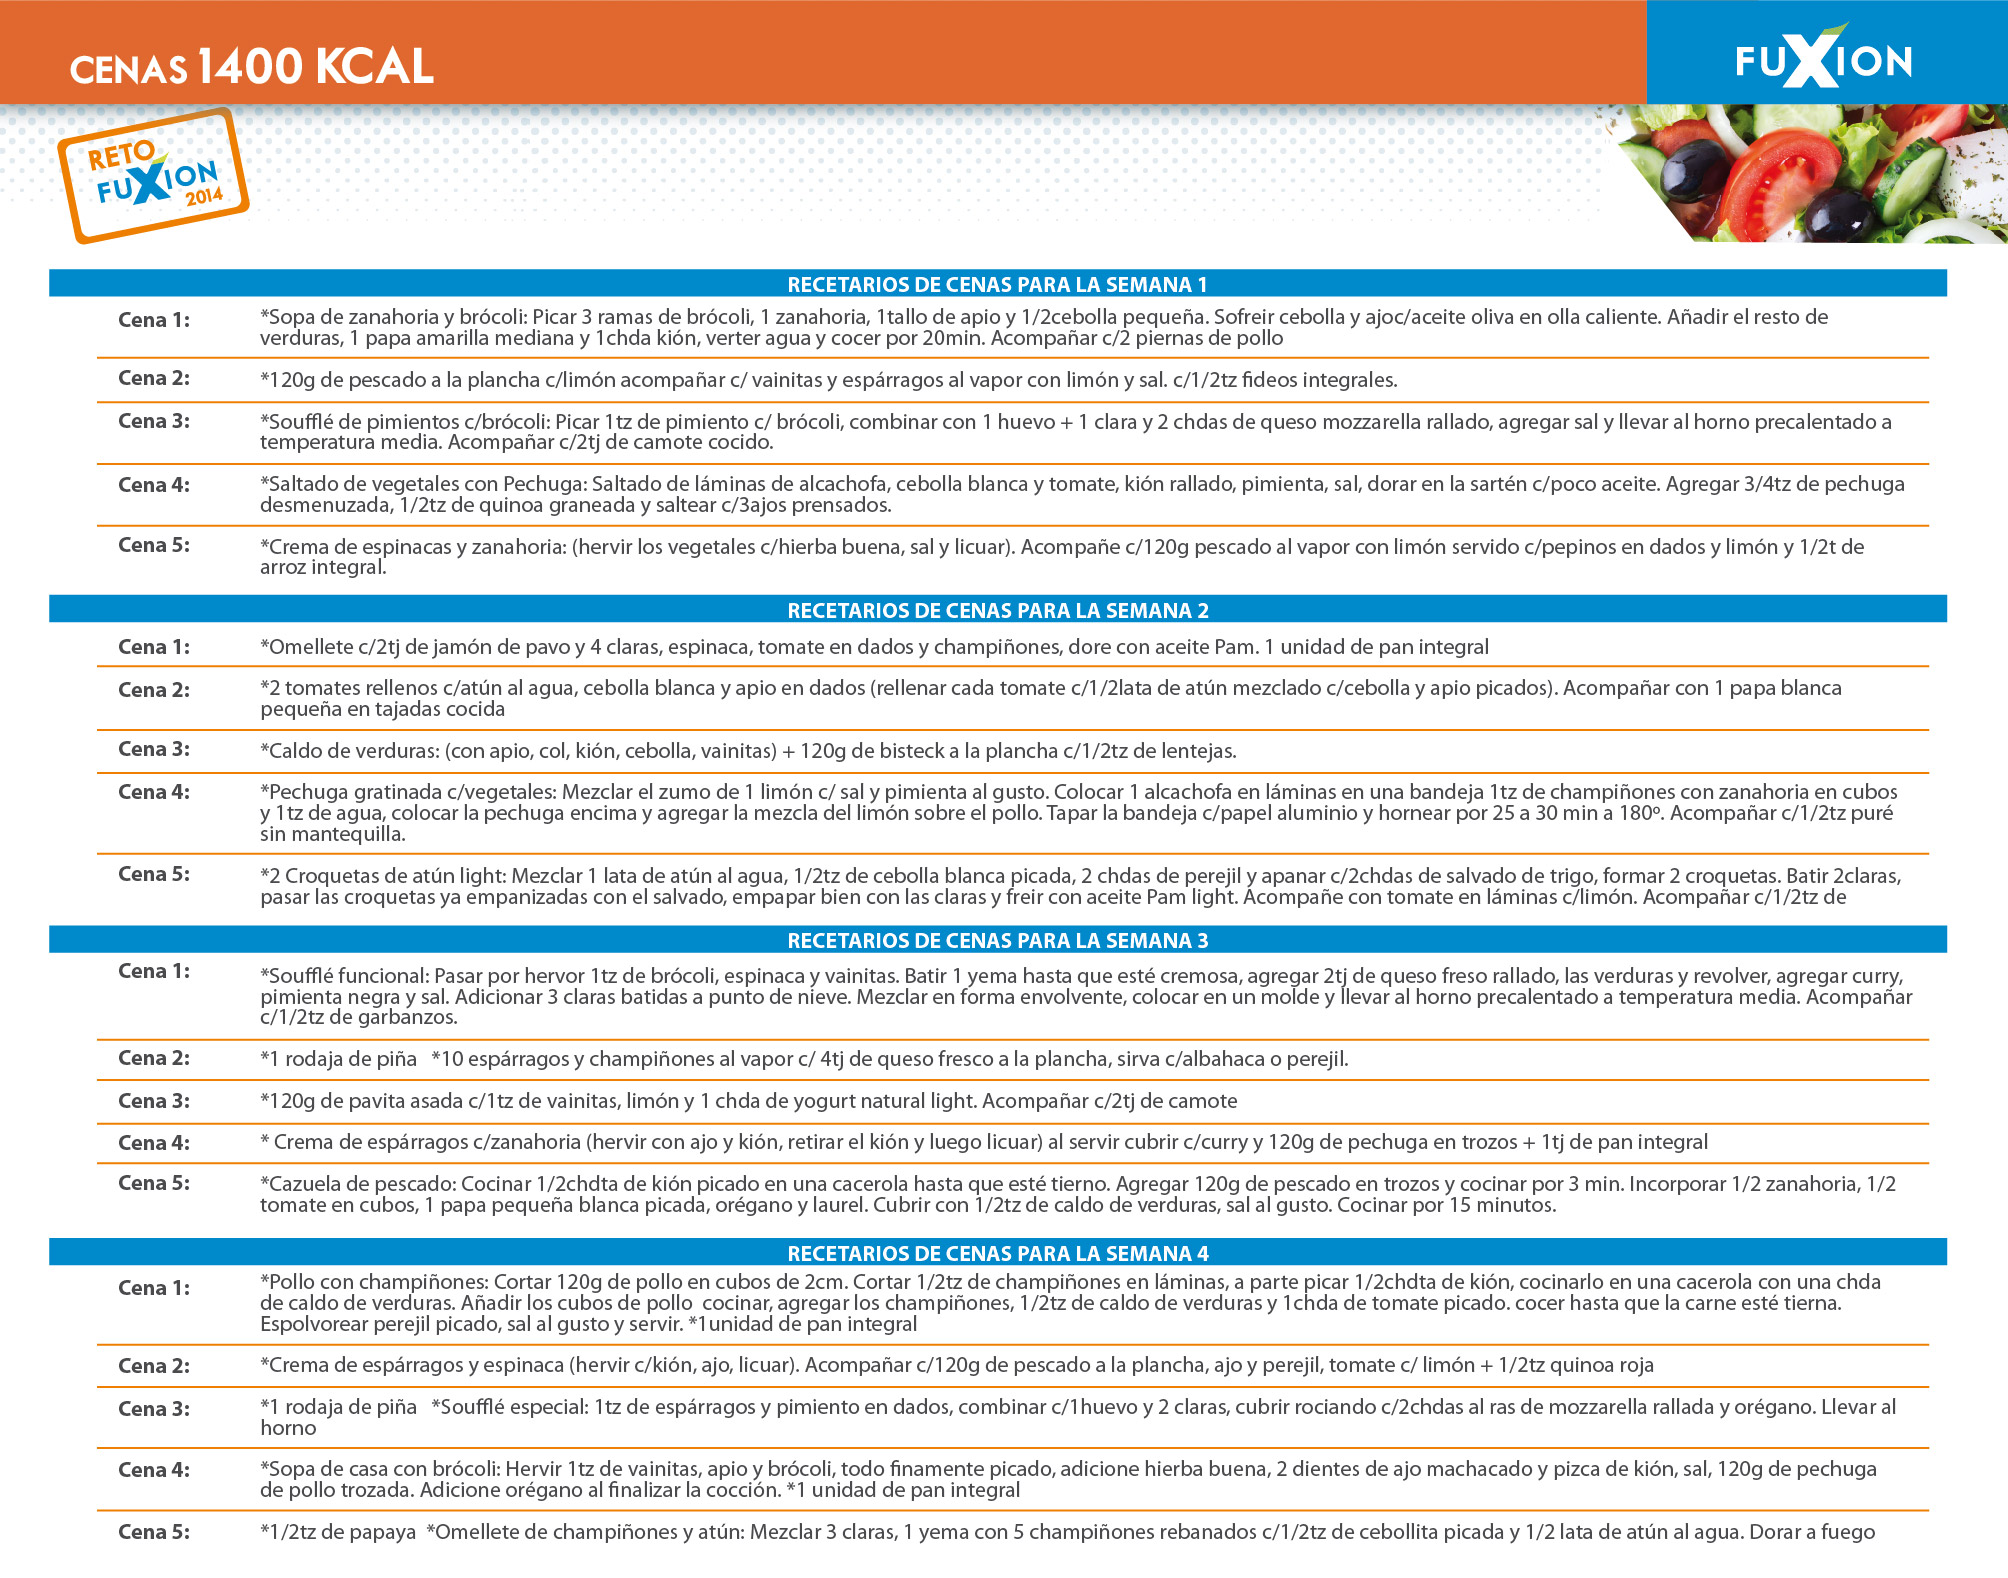 CENAS 1400 KCAL
FUXION
RETO
FUXION
2014
RECETARIOS DE CENAS PARA LA SEMANA 1
Cena 1: *Sopa de zanahoria y brócoli: Picar 3 ramas de brócoli, 1 zanahoria, 1tallo de apio y 1/2cebolla pequeña. Sofreir cebolla y ajoc/aceite oliva en olla caliente. Añadir el resto de
verduras, 1 papa amarilla mediana y 1chda kión, verter agua y cocer por 20min. Acompañar c/2 piernas de pollo
Cena 2: *120g de pescado a la plancha c/limón acompañar c/ vainitas y espárragos al vapor con limón y sal. c/1/2tz fideos integrales.
Cena 3: *Soufflé de pimientos c/brócoli: Picar 1tz de pimiento c/ brócoli, combinar con 1 huevo + 1 clara y 2 chdas de queso mozzarella rallado, agregar sal y llevar al horno precalentado a
temperatura media. Acompañar c/2tj de camote cocido.
Cena 4: *Saltado de vegetales con Pechuga: Saltado de láminas de alcachofa, cebolla blanca y tomate, kión rallado, pimienta, sal, dorar en la sartén c/poco aceite. Agregar 3/4tz de pechuga
desmenuzada, 1/2tz de quinoa graneada y saltear c/3ajos prensados.
Cena 5: *Crema de espinacas y zanahoria: (hervir los vegetales c/hierba buena, sal y licuar). Acompañe c/120g pescado al vapor con limón servido c/pepinos en dados y limón y 1/2t de
arroz integral.
RECETARIOS DE CENAS PARA LA SEMANA 2
Cena 1: *Omellete c/2tj de jamón de pavo y 4 claras, espinaca, tomate en dados y champiñones, dore con aceite Pam. 1 unidad de pan integral
Cena 2: *2 tomates rellenos c/atún al agua, cebolla blanca y apio en dados (rellenar cada tomate c/1/2lata de atún mezclado c/cebolla y apio picados). Acompañar con 1 papa blanca
pequeña en tajadas cocida
Cena 3: *Caldo de verduras: (con apio, col, kión, cebolla, vainitas) + 120g de bisteck a la plancha c/1/2tz de lentejas.
Cena 4: *Pechuga gratinada c/vegetales: Mezclar el zumo de 1 limón c/ sal y pimienta al gusto. Colocar 1 alcachofa en láminas en una bandeja 1tz de champiñones con zanahoria en cubos
y 1tz de agua, colocar la pechuga encima y agregar la mezcla del limón sobre el pollo. Tapar la bandeja c/papel aluminio y hornear por 25 a 30 min a 180º. Acompañar c/1/2tz puré
sin mantequilla.
Cena 5: *2 Croquetas de atún light: Mezclar 1 lata de atún al agua, 1/2tz de cebolla blanca picada, 2 chdas de perejil y apanar c/2chdas de salvado de trigo, formar 2 croquetas. Batir 2claras,
pasar las croquetas ya empanizadas con el salvado, empapar bien con las claras y freir con aceite Pam light. Acompañe con tomate en láminas c/limón. Acompañar c/1/2tz de
RECETARIOS DE CENAS PARA LA SEMANA 3
Cena 1: *Soufflé funcional: Pasar por hervor 1tz de brócoli, espinaca y vainitas. Batir 1 yema hasta que esté cremosa, agregar 2tj de queso freso rallado, las verduras y revolver, agregar curry,
pimienta negra y sal. Adicionar 3 claras batidas a punto de nieve. Mezclar en forma envolvente, colocar en un molde y llevar al horno precalentado a temperatura media. Acompañar
c/1/2tz de garbanzos.
Cena 2: *1 rodaja de piña *10 espárragos y champiñones al vapor c/ 4tj de queso fresco a la plancha, sirva c/albahaca o perejil.
Cena 3: *120g de pavita asada c/1tz de vainitas, limón y 1 chda de yogurt natural light. Acompañar c/2tj de camote
Cena 4: * Crema de espárragos c/zanahoria (hervir con ajo y kión, retirar el kión y luego licuar) al servir cubrir c/curry y 120g de pechuga en trozos + 1tj de pan integral
Cena 5: *Cazuela de pescado: Cocinar 1/2chdta de kión picado en una cacerola hasta que esté tierno. Agregar 120g de pescado en trozos y cocinar por 3 min. Incorporar 1/2 zanahoria, 1/2
tomate en cubos, 1 papa pequeña blanca picada, orégano y laurel. Cubrir con 1/2tz de caldo de verduras, sal al gusto. Cocinar por 15 minutos.
RECETARIOS DE CENAS PARA LA SEMANA 4
Cena 1: *Pollo con champiñones: Cortar 120g de pollo en cubos de 2cm. Cortar 1/2tz de champiñones en láminas, a parte picar 1/2chdta de kión, cocinarlo en una cacerola con una chda
de caldo de verduras. Añadir los cubos de pollo cocinar, agregar los champiñones, 1/2tz de caldo de verduras y 1chda de tomate picado. cocer hasta que la carne esté tierna.
Espolvorear perejil picado, sal al gusto y servir. *1unidad de pan integral
Cena 2: *Crema de espárragos y espinaca (hervir c/kión, ajo, licuar). Acompañar c/120g de pescado a la plancha, ajo y perejil, tomate c/ limón + 1/2tz quinoa roja
Cena 3: *1 rodaja de piña *Soufflé especial: 1tz de espárragos y pimiento en dados, combinar c/1huevo y 2 claras, cubrir rociando c/2chdas al ras de mozzarella rallada y orégano. Llevar al
horno
Cena 4: *Sopa de casa con brócoli: Hervir 1tz de vainitas, apio y brócoli, todo finamente picado, adicione hierba buena, 2 dientes de ajo machacado y pizca de kión, sal, 120g de pechuga
de pollo trozada. Adicione orégano al finalizar la cocción. *1 unidad de pan integral
Cena 5: *1/2tz de papaya *Omellete de champiñones y atún: Mezclar 3 claras, 1 yema con 5 champiñones rebanados c/1/2tz de cebollita picada y 1/2 lata de atún al agua. Dorar a fuego